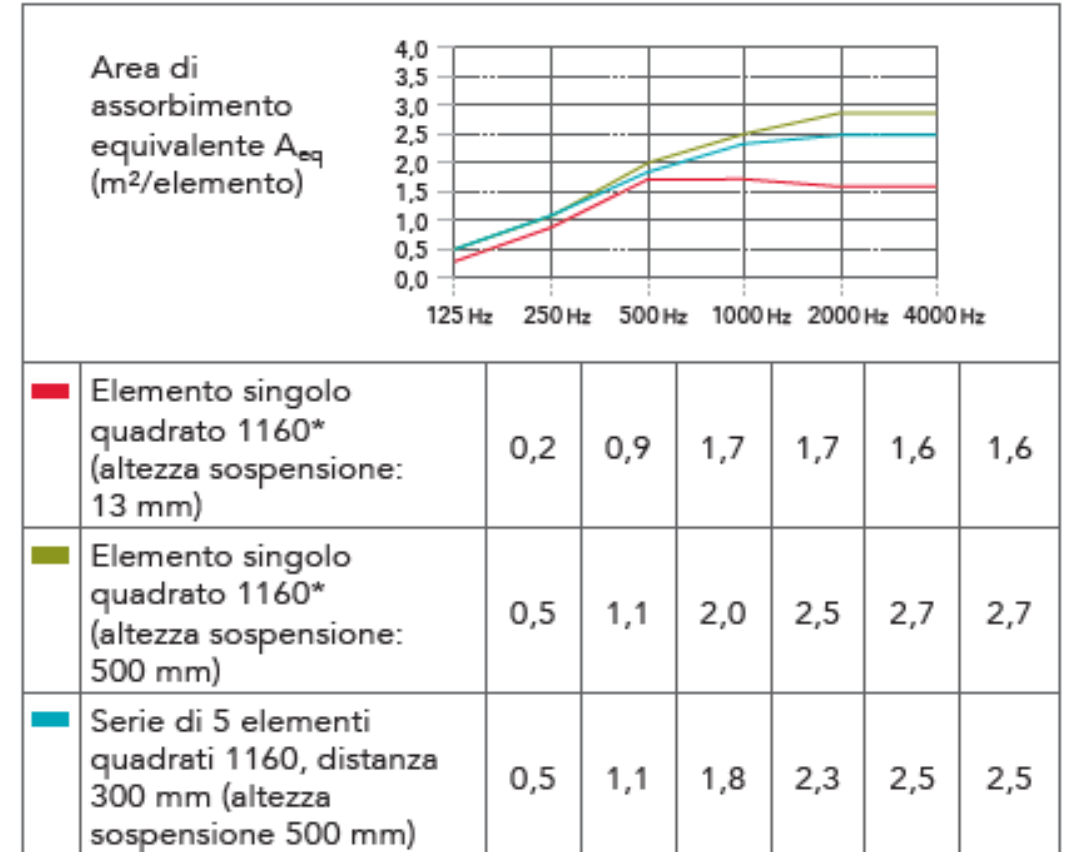 Area di
assorbimento
equivalente Aeq
(m²/elemento)
4,0
3,5
3,0
2,5
2,0
1,5
1,0
0,5
0,0
125 Hz 250 Hz 500 Hz 1000 Hz 2000 Hz 4000 Hz
Elemento singolo
quadrato 1160*
(altezza sospensione:
13 mm)
0,2 0,9 1,7 1,7 1,6 1,6
Elemento singolo
quadrato 1160*
(altezza sospensione:
500 mm)
0,5 1,1 2,0 2,5 2,7 2,7
Serie di 5 elementi
quadrati 1160, distanza
300 mm (altezza
sospensione 500 mm)
0,5 1,1 1,8 2,3 2,5 2,5